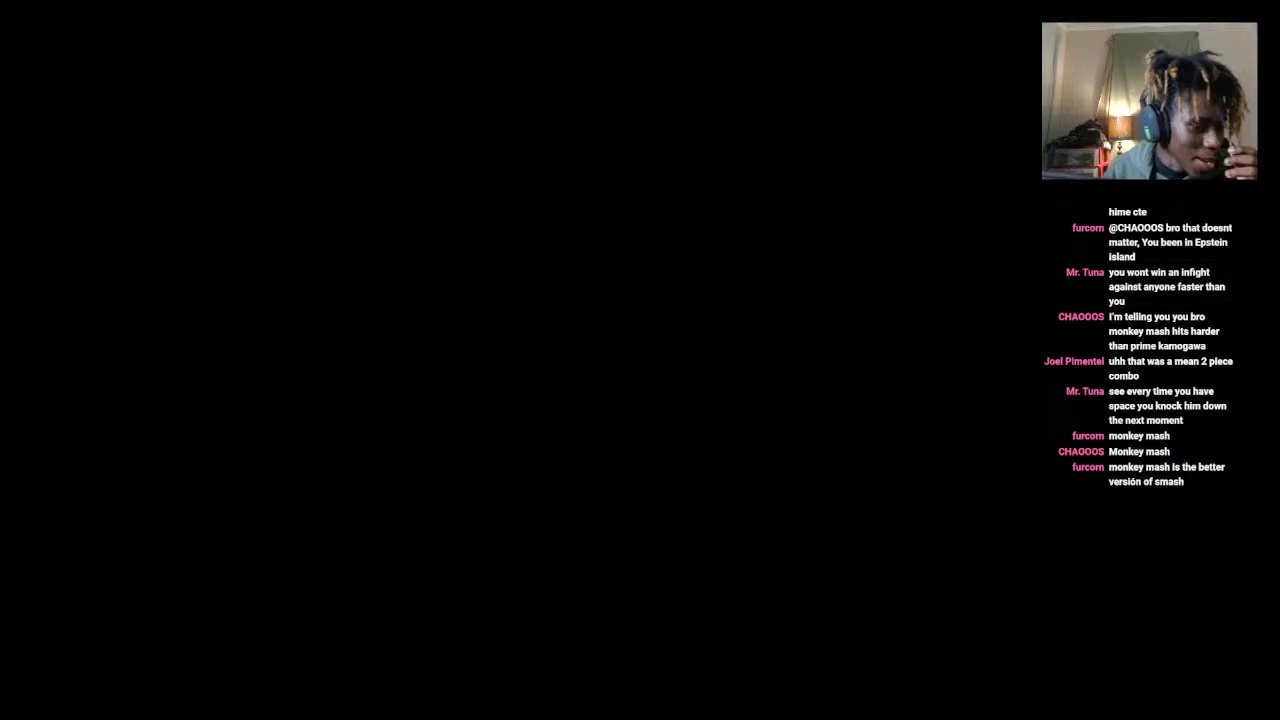 hime cte
furcorn @CHAOOOS bro that doesnt
matter, You been in Epstein
island
Mr. Tuna you wont win an infight
against anyone faster than
you
CHAOOOS I'm telling you you bro
monkey mash hits harder
than prime kamogawa
Joel Pimentel uhh that was a mean 2 piece
combo
Mr. Tuna see every time you have
space you knock him down
the next moment
furcorn monkey mash
CHAOOOS Monkey mash
furcorn monkey mash is the better
versión of smash